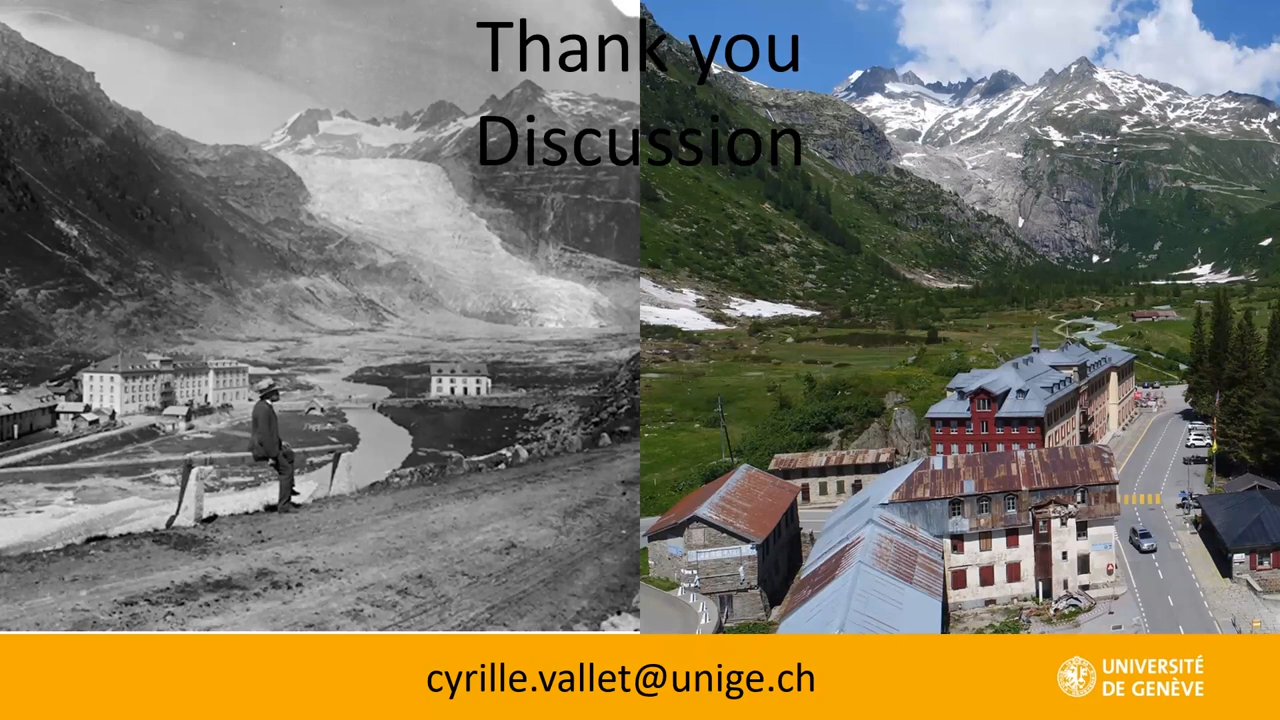 Thank you
Discussion
cyrille.vallet@unige.ch
UNIVERSITÉ
DE GENÈVE